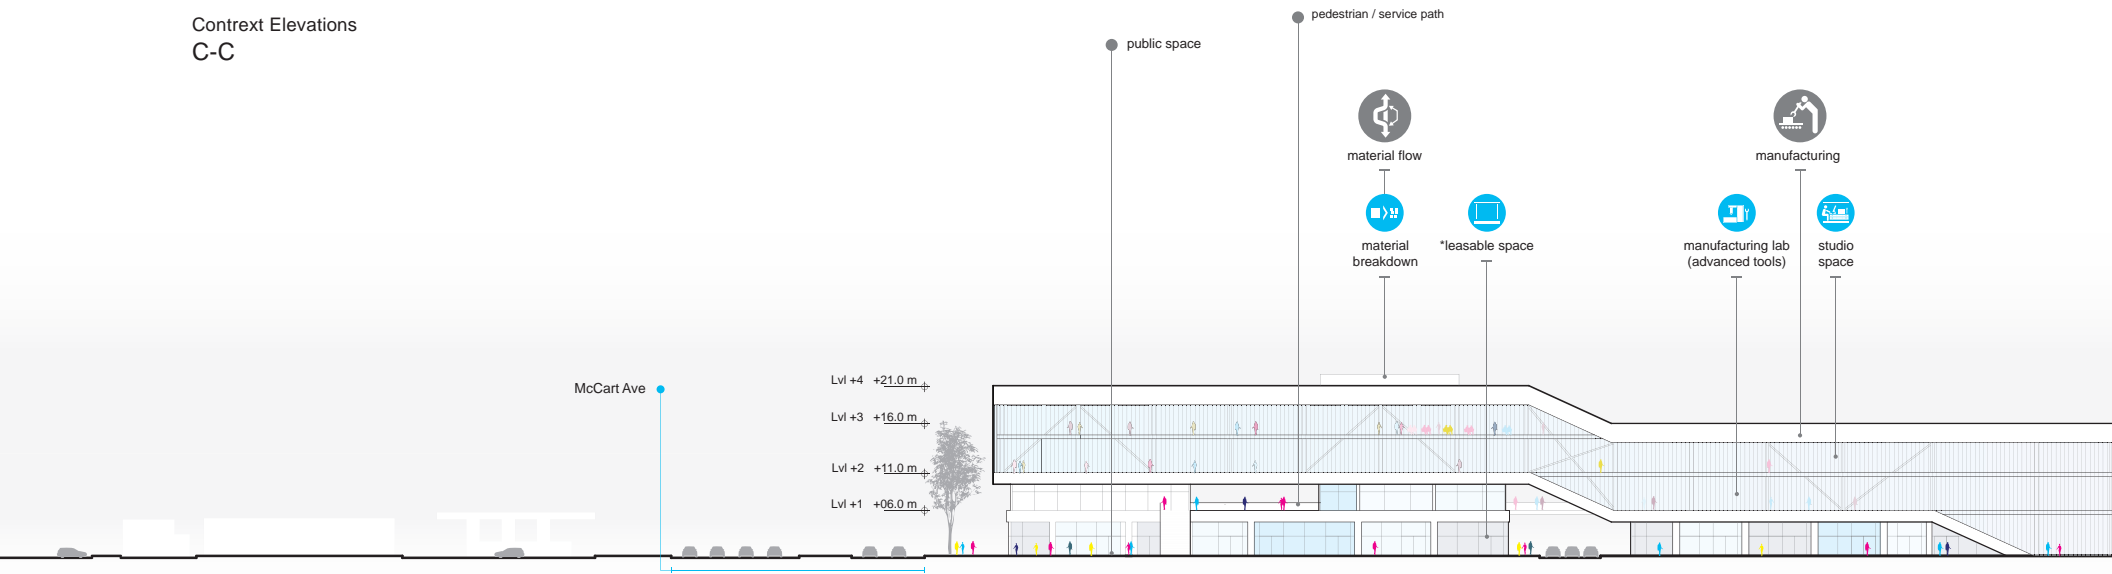 Contrext Elevations
C-C
pedestrian / service path
public space
material flow
manufacturing
material
breakdown
*leasable space
manufacturing lab
(advanced tools)
studio
space
McCart Ave
Lvl +4 +21.0 m
Lvl +3 +16.0 m
Lvl +2 +11.0 m
Lvl +1 +06.0 m